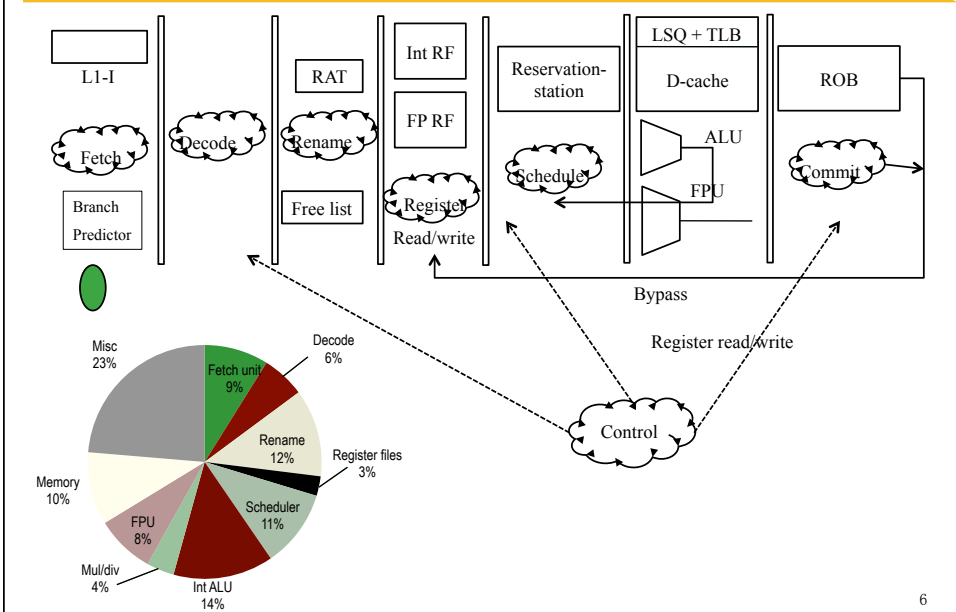 L1-I
Fetch
Branch
Predictor
Decode
RAT
Rename
Free list
Int RF
FP RF
Register
Read/write
Reservation-
station
Schedule
LSQ + TLB
D-cache
ALU
FPU
ROB
Commit
Bypass
Register read/write
Control
Misc
23%
Fetch unit
9%
Decode
6%
Rename
12%
Register files
3%
Scheduler
11%
Int ALU
14%
Mul/div
4%
FPU
8%
Memory
10%
6